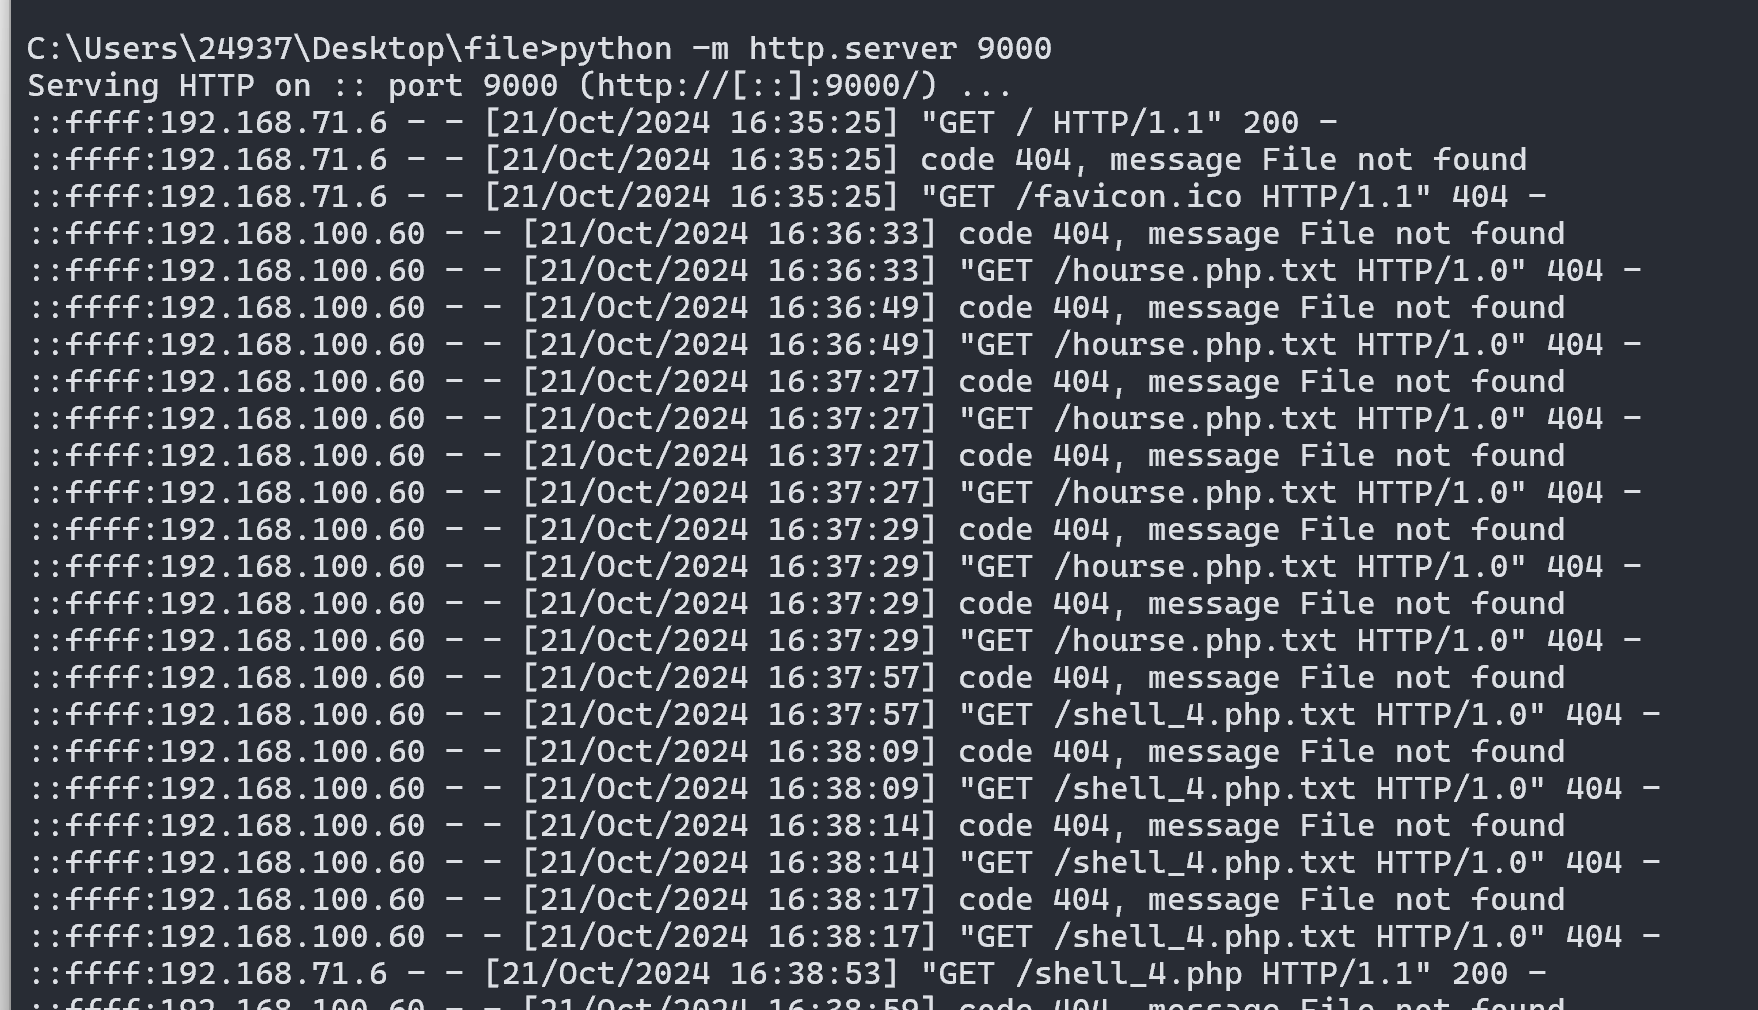 C:\Users\24937\Desktop\file>python -m http.server 9000
Serving HTTP on :: port 9000 (http://[::]:9000/) ...
::ffff:192.168.71.6 - - [21/Oct/2024 16:35:25] "GET / HTTP/1.1" 200 -
::ffff:192.168.71.6 - - [21/Oct/2024 16:35:25] code 404, message File not found
::ffff:192.168.71.6 - - [21/Oct/2024 16:35:25] "GET /favicon.ico HTTP/1.1" 404 -
::ffff:192.168.100.60 - - [21/Oct/2024 16:36:33] code 404, message File not found
::ffff:192.168.100.60 - - [21/Oct/2024 16:36:33] "GET /hourse.php.txt HTTP/1.0" 404 -
::ffff:192.168.100.60 - - [21/Oct/2024 16:36:49] code 404, message File not found
::ffff:192.168.100.60 - - [21/Oct/2024 16:36:49] "GET /hourse.php.txt HTTP/1.0" 404 -
::ffff:192.168.100.60 - - [21/Oct/2024 16:37:27] code 404, message File not found
::ffff:192.168.100.60 - - [21/Oct/2024 16:37:27] "GET /hourse.php.txt HTTP/1.0" 404 -
::ffff:192.168.100.60 - - [21/Oct/2024 16:37:27] code 404, message File not found
::ffff:192.168.100.60 - - [21/Oct/2024 16:37:27] "GET /hourse.php.txt HTTP/1.0" 404 -
::ffff:192.168.100.60 - - [21/Oct/2024 16:37:29] code 404, message File not found
::ffff:192.168.100.60 - - [21/Oct/2024 16:37:29] "GET /hourse.php.txt HTTP/1.0" 404 -
::ffff:192.168.100.60 - - [21/Oct/2024 16:37:29] code 404, message File not found
::ffff:192.168.100.60 - - [21/Oct/2024 16:37:29] "GET /hourse.php.txt HTTP/1.0" 404 -
::ffff:192.168.100.60 - - [21/Oct/2024 16:37:57] code 404, message File not found
::ffff:192.168.100.60 - - [21/Oct/2024 16:37:57] "GET /shell_4.php.txt HTTP/1.0" 404 -
::ffff:192.168.100.60 - - [21/Oct/2024 16:38:09] code 404, message File not found
::ffff:192.168.100.60 - - [21/Oct/2024 16:38:09] "GET /shell_4.php.txt HTTP/1.0" 404 -
::ffff:192.168.100.60 - - [21/Oct/2024 16:38:14] code 404, message File not found
::ffff:192.168.100.60 - - [21/Oct/2024 16:38:14] "GET /shell_4.php.txt HTTP/1.0" 404 -
::ffff:192.168.100.60 - - [21/Oct/2024 16:38:17] code 404, message File not found
::ffff:192.168.100.60 - - [21/Oct/2024 16:38:17] "GET /shell_4.php.txt HTTP/1.0" 404 -
::ffff:192.168.71.6 - - [21/Oct/2024 16:38:53] "GET /shell_4.php HTTP/1.1" 200 -
::ffff:192.168.100.60 - - [21/Oct/2024 16:38:59] code 404, message File not found